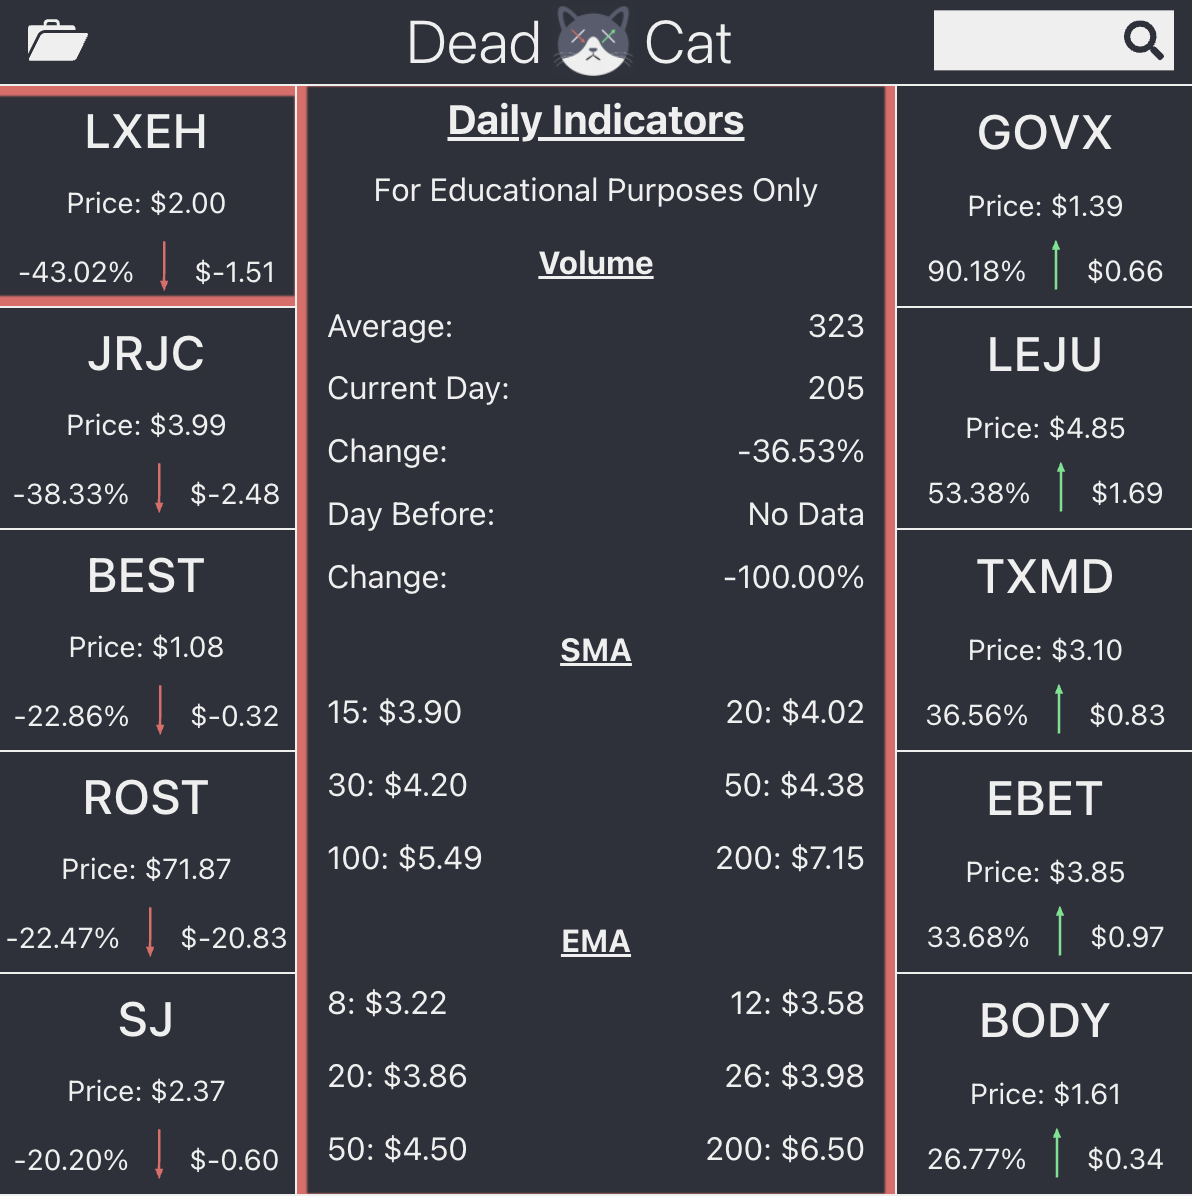 Dead Cat
LXEH
Price: $2.00
-43.02% $-1.51
JRJC
Price: $3.99
-38.33% $-2.48
BEST
Price: $1.08
-22.86% $-0.32
ROST
Price: $71.87
-22.47% $-20.83
SJ
Price: $2.37
-20.20% $-0.60
Daily Indicators
For Educational Purposes Only
Volume
Average: 323
Current Day: 205
Change: -36.53%
Day Before: No Data
Change: -100.00%
SMA
15: $3.90 20: $4.02
30: $4.20 50: $4.38
100: $5.49 200: $7.15
EMA
8: $3.22 12: $3.58
20: $3.86 26: $3.98
50: $4.50 200: $6.50
GOVX
Price: $1.39
90.18% $0.66
LEJU
Price: $4.85
53.38% $1.69
TXMD
Price: $3.10
36.56% $0.83
EBET
Price: $3.85
33.68% $0.97
BODY
Price: $1.61
26.77% $0.34